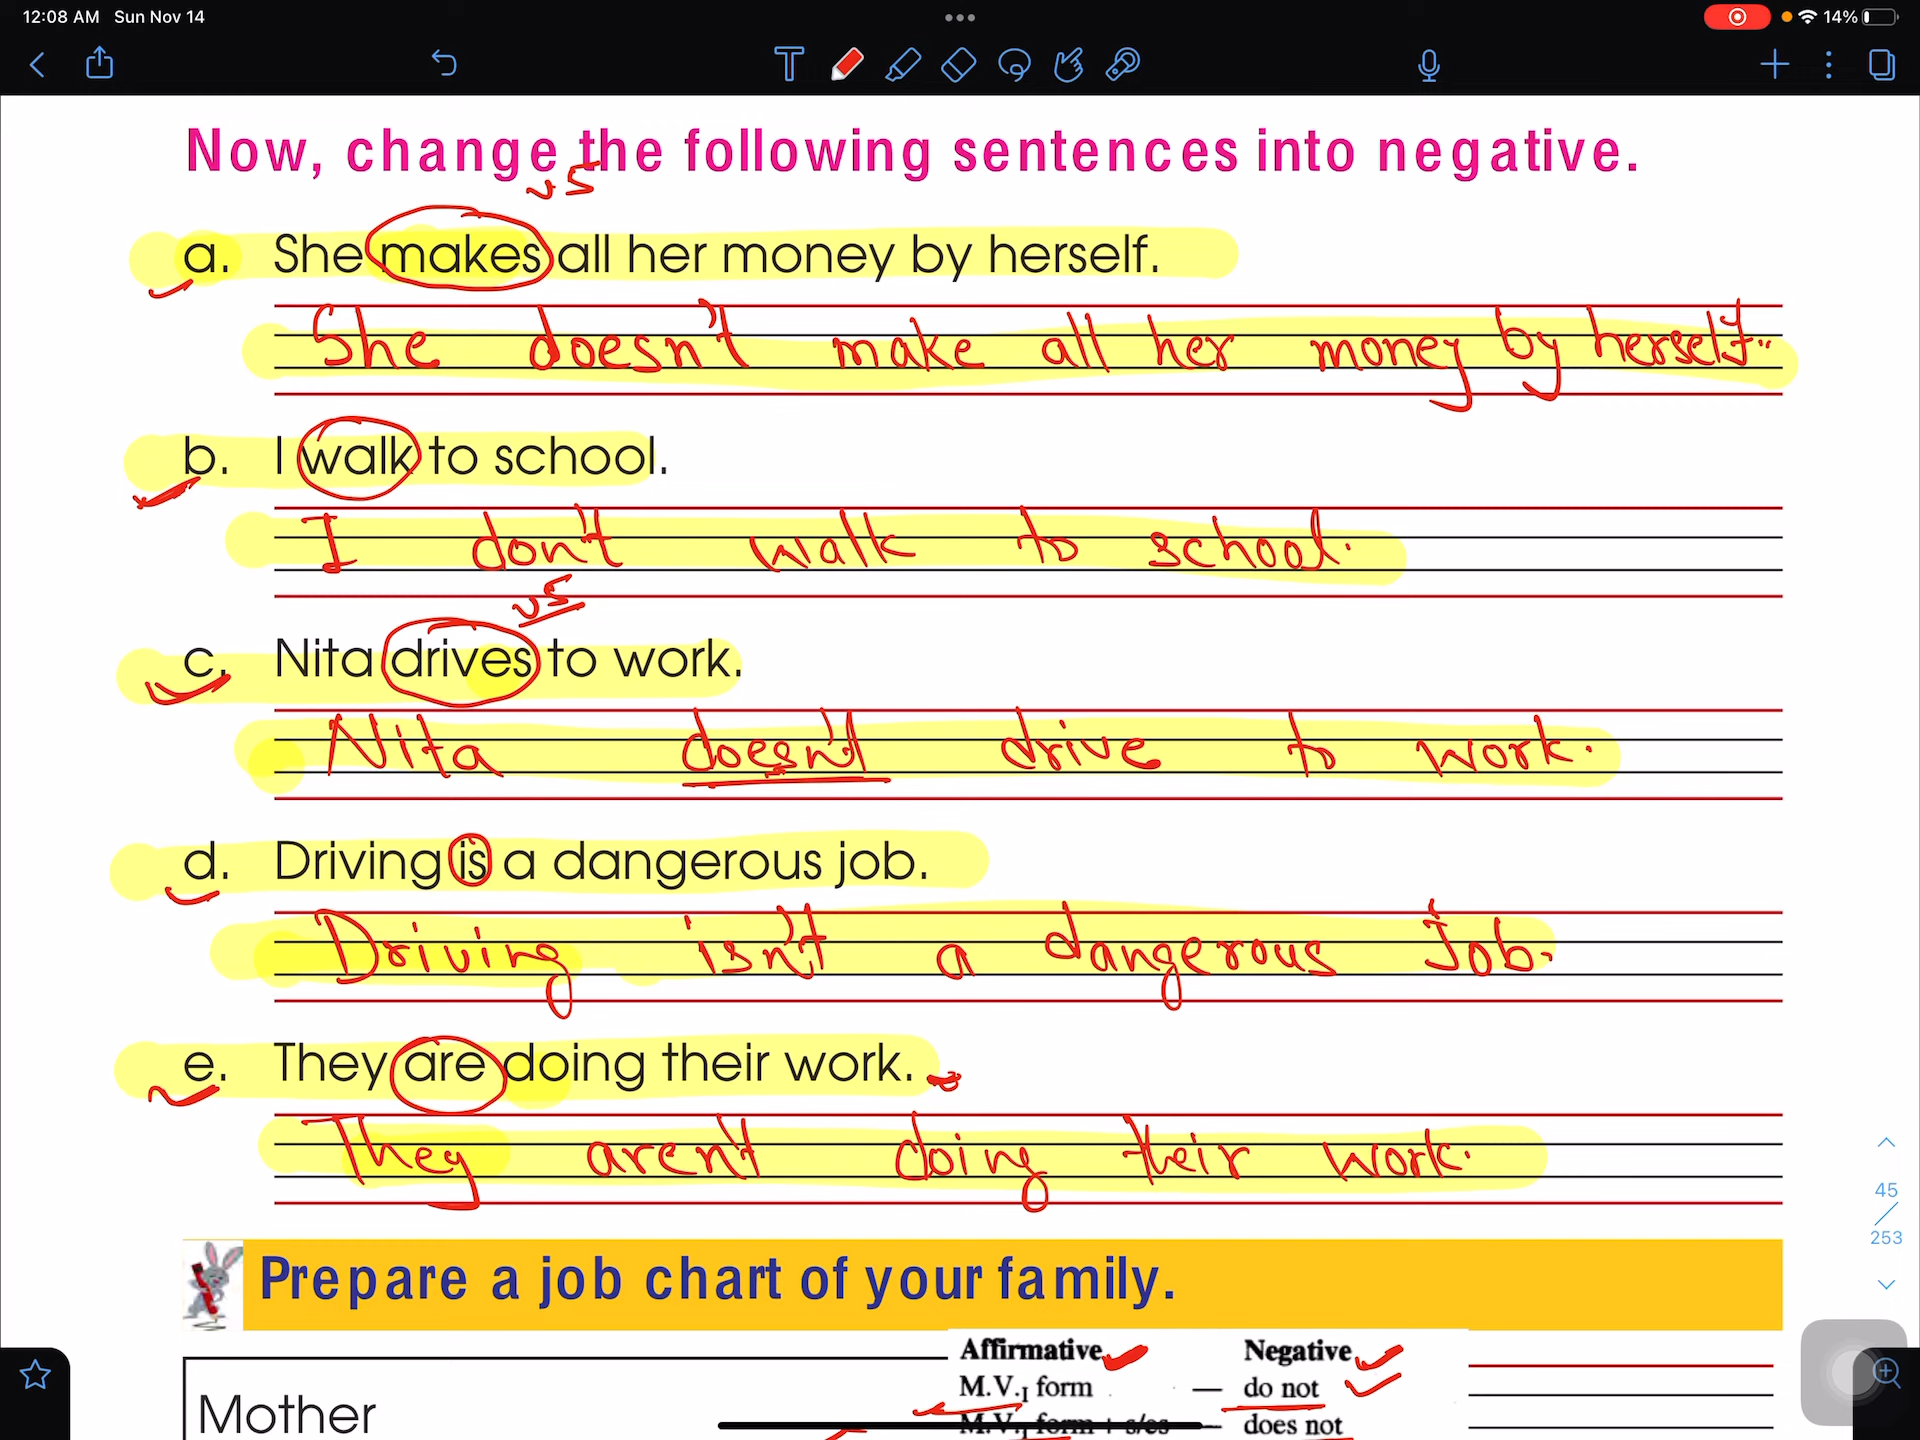 12:08 AM Sun Nov 14
14%
Now, change the following sentences into negative.
v5
a. She makes all her money by herself.
She doesn't make all her money by herself.
b. I walk to school.
I don't walk to school.
v5
c. Nita drives to work.
Nita doesn't drive to work.
d. Driving is a dangerous job.
Driving isn't a dangerous Job.
e. They are doing their work.
They aren't doing their work.
45
/
253
Prepare a job chart of your family.
Affirmative Negative
M.V.I form — do not
M.V.I form + s/es — does not
Mother